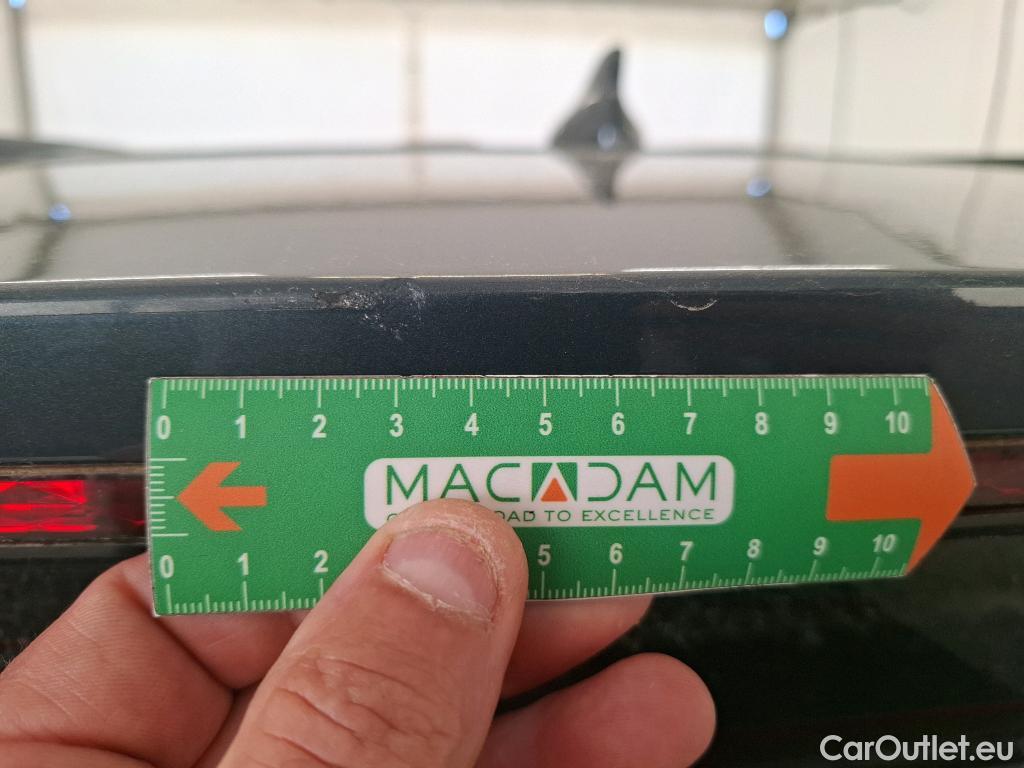 0 1 2 3 4 5 6 7 8 9 10
MACADAM
ROAD TO EXCELLENCE
0 1 2 5 6 7 8 9 10
CarOutlet.eu